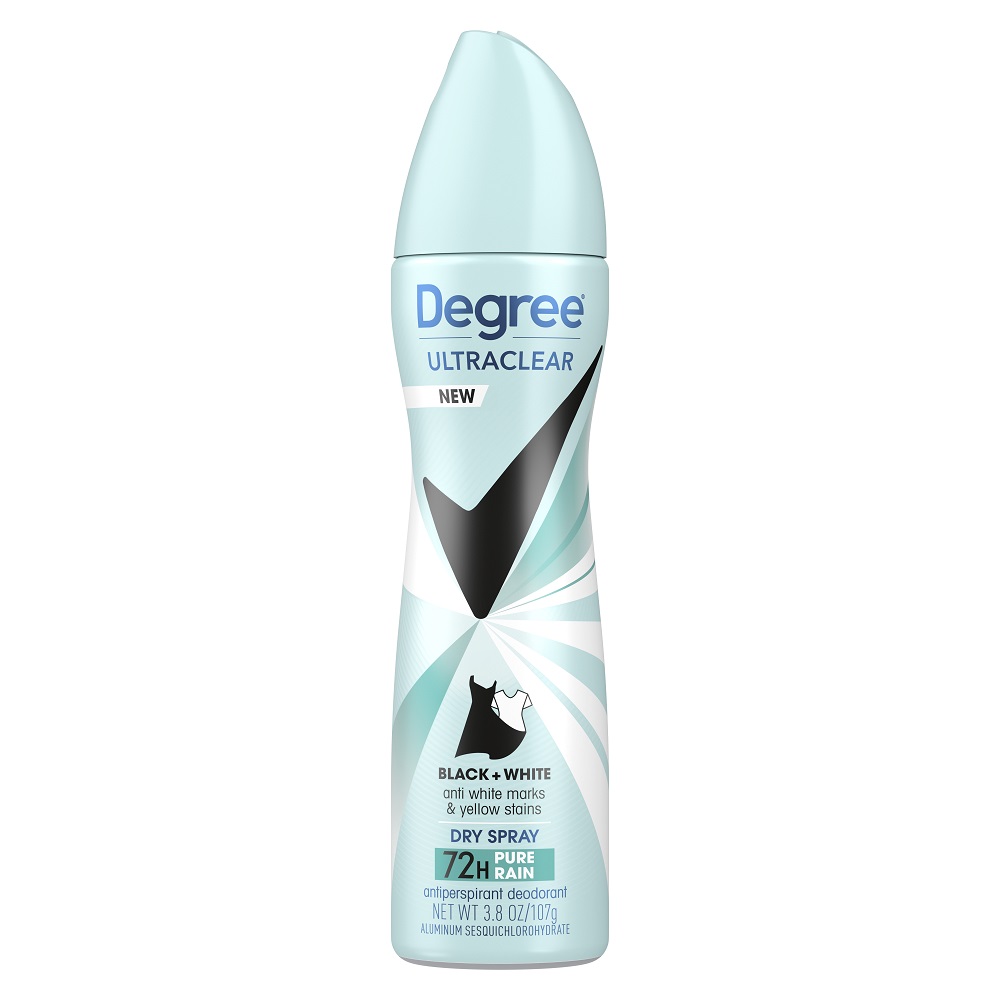 Degree®
ULTRACLEAR
NEW
BLACK + WHITE
anti white marks
& yellow stains
DRY SPRAY
72H PURE
RAIN
antiperspirant deodorant
NET WT 3.8 OZ/107g
ALUMINUM SESQUICHLOROHYDRATE